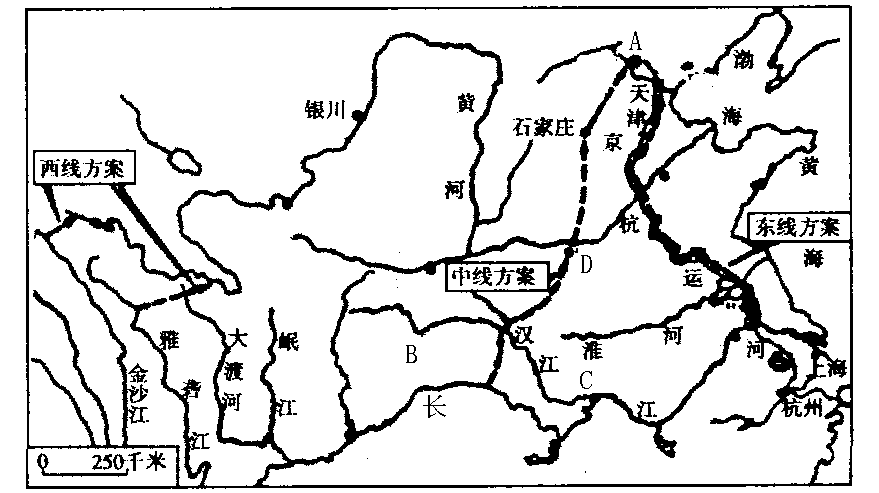 A
渤
银川
黄
天
津
石家庄
京
海
河
黄
西线方案
杭
东线方案
中线方案
D
运
海
雅
大
岷
B
汉
淮
河
河
渡
江
上海
金
砻
河
江
C
江
杭州
沙
江
江
长
0 250千米